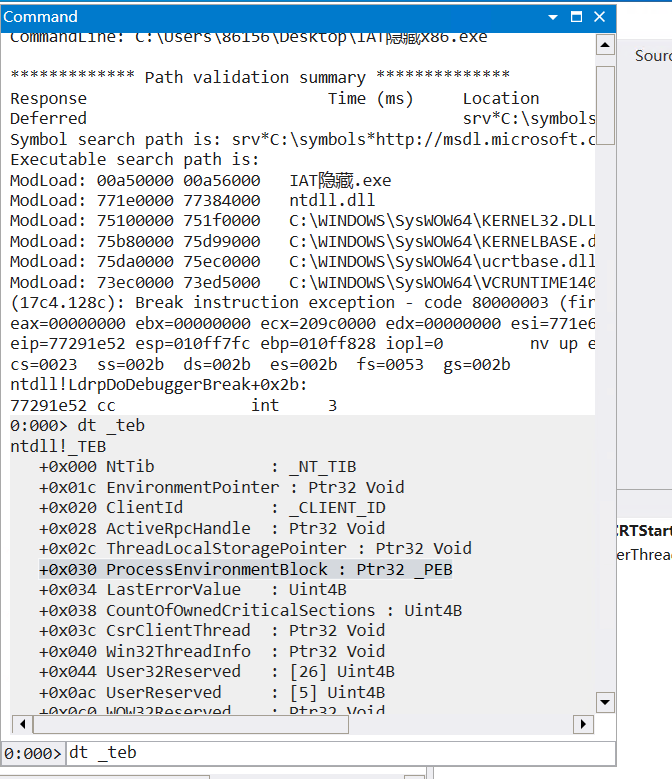 Command
CommandLine: C:\Users\86156\Desktop\IAT隐藏x86.exe
************* Path validation summary **************
Response                         Time (ms)     Location
Deferred                                       srv*C:\symbols
Symbol search path is: srv*C:\symbols*http://msdl.microsoft.c
Executable search path is:
ModLoad: 00a50000 00a56000   IAT隐藏.exe
ModLoad: 771e0000 77384000   ntdll.dll
ModLoad: 75100000 751f0000   C:\WINDOWS\SysWOW64\KERNEL32.DLL
ModLoad: 75b80000 75d99000   C:\WINDOWS\SysWOW64\KERNELBASE.d
ModLoad: 75da0000 75ec0000   C:\WINDOWS\SysWOW64\ucrtbase.dll
ModLoad: 73ec0000 73ed5000   C:\WINDOWS\SysWOW64\VCRUNTIME140
(17c4.128c): Break instruction exception - code 80000003 (fir
eax=00000000 ebx=00000000 ecx=209c0000 edx=00000000 esi=771e6
eip=77291e52 esp=010ff7fc ebp=010ff828 iopl=0         nv up e
cs=0023  ss=002b  ds=002b  es=002b  fs=0053  gs=002b
ntdll!LdrpDoDebuggerBreak+0x2b:
77291e52 cc              int     3
0:000> dt _teb
ntdll!_TEB
   +0x000 NtTib            : _NT_TIB
   +0x01c EnvironmentPointer : Ptr32 Void
   +0x020 ClientId         : _CLIENT_ID
   +0x028 ActiveRpcHandle  : Ptr32 Void
   +0x02c ThreadLocalStoragePointer : Ptr32 Void
   +0x030 ProcessEnvironmentBlock : Ptr32 _PEB
   +0x034 LastErrorValue   : Uint4B
   +0x038 CountOfOwnedCriticalSections : Uint4B
   +0x03c CsrClientThread  : Ptr32 Void
   +0x040 Win32ThreadInfo  : Ptr32 Void
   +0x044 User32Reserved   : [26] Uint4B
   +0x0ac UserReserved     : [5] Uint4B
   +0x0c0 WOW32Reserved    : Ptr32 Void
0:000> dt _teb
Sourc
CRTStart
erThrea